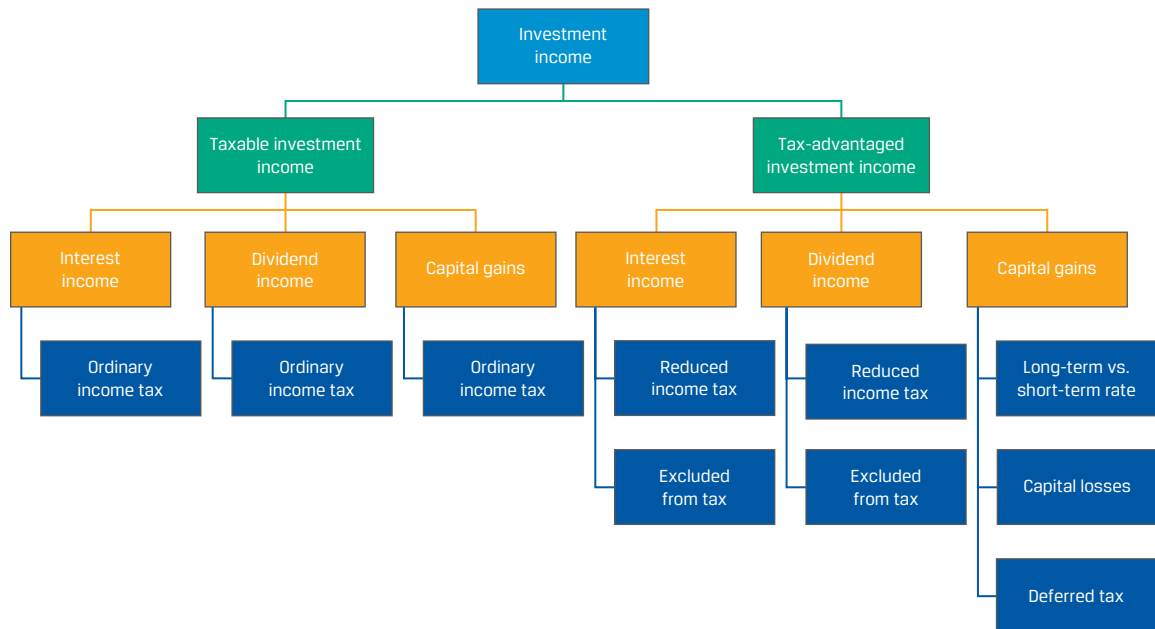 Investment
income
Taxable investment
income
Tax-advantaged
investment income
Interest
income
Dividend
income
Capital gains
Interest
income
Dividend
income
Capital gains
Ordinary
income tax
Ordinary
income tax
Ordinary
income tax
Reduced
income tax
Reduced
income tax
Long-term vs.
short-term rate
Excluded
from tax
Excluded
from tax
Capital losses
Deferred tax